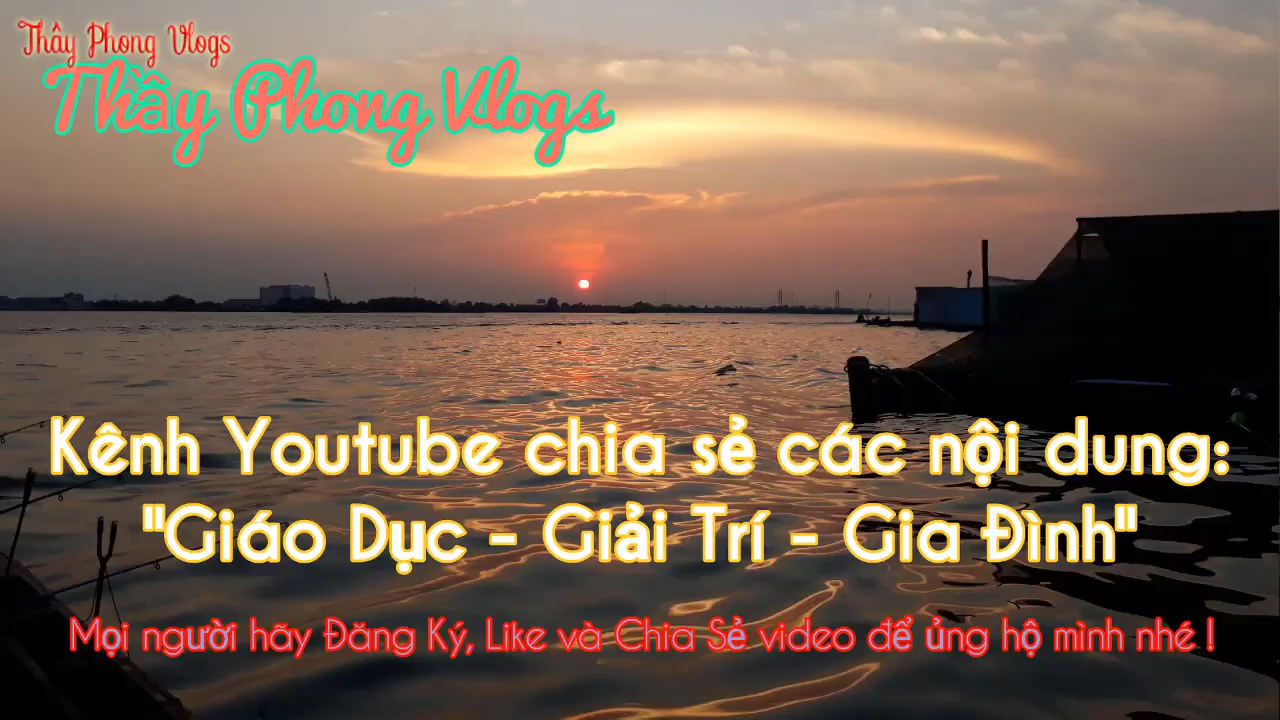 Thầy Phong Vlogs
Thầy Phong Vlogs
Kênh Youtube chia sẻ các nội dung:
"Giáo Dục - Giải Trí - Gia Đình"
Mọi người hãy Đăng Ký, Like và Chia Sẻ video để ủng hộ mình nhé !